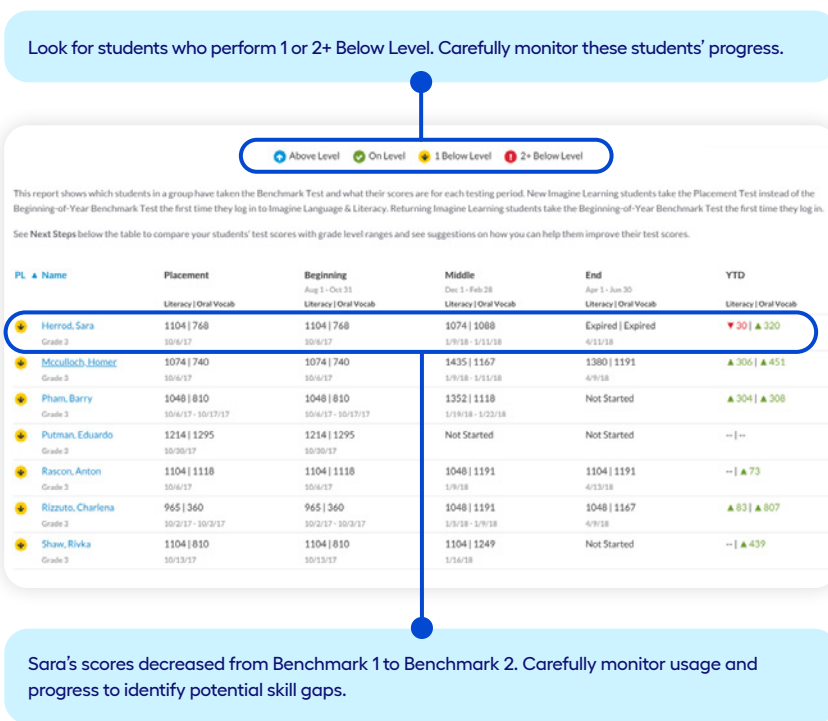 Look for students who perform 1 or 2+ Below Level. Carefully monitor these students' progress.
Above Level On Level 1 Below Level 2+ Below Level
This report shows which students in a group have taken the Benchmark Test and what their scores are for each testing period. New Imagine Learning students take the Placement Test instead of the
Beginning-of-Year Benchmark Test the first time they log in to Imagine Language & Literacy. Returning Imagine Learning students take the Beginning-of-Year Benchmark Test the first time they log in.
See Next Steps below the table to compare your students' test scores with grade level ranges and see suggestions on how you can help them improve their test scores.
PL ▲ Name Placement Beginning Middle End YTD
Aug 1 - Oct 31 Dec 1 - Feb 28 Apr 1 - Jun 30
Literacy | Oral Vocab Literacy | Oral Vocab Literacy | Oral Vocab Literacy | Oral Vocab Literacy | Oral Vocab
Herrod, Sara 1104 | 768 1104 | 768 1074 | 1088 Expired | Expired ▼ 30 | ▲ 320
Grade 3 10/6/17 10/6/17 1/9/18 - 1/11/18 4/11/18
Mcculloch, Homer 1074 | 740 1074 | 740 1435 | 1167 1380 | 1191 ▲ 306 | ▲ 451
Grade 3 10/6/17 10/6/17 1/9/18 - 1/11/18 4/9/18
Pham, Barry 1048 | 810 1048 | 810 1352 | 1118 Not Started ▲ 304 | ▲ 308
Grade 3 10/6/17 - 10/17/17 10/6/17 - 10/17/17 1/19/18 - 1/22/18
Putman, Eduardo 1214 | 1295 1214 | 1295 Not Started Not Started -- | --
Grade 3 10/30/17 10/30/17
Rascon, Anton 1104 | 1118 1104 | 1118 1048 | 1191 1104 | 1191 -- | ▲ 73
Grade 3 10/6/17 10/6/17 1/9/18 4/13/18
Rizzuto, Charlena 965 | 360 965 | 360 1048 | 1191 1048 | 1167 ▲ 83 | ▲ 807
Grade 3 10/2/17 - 10/3/17 10/2/17 - 10/3/17 1/5/18 - 1/9/18 4/9/18
Shaw, Rivka 1104 | 810 1104 | 810 1104 | 1249 Not Started -- | ▲ 439
Grade 3 10/13/17 10/13/17 1/16/18
Sara's scores decreased from Benchmark 1 to Benchmark 2. Carefully monitor usage and
progress to identify potential skill gaps.